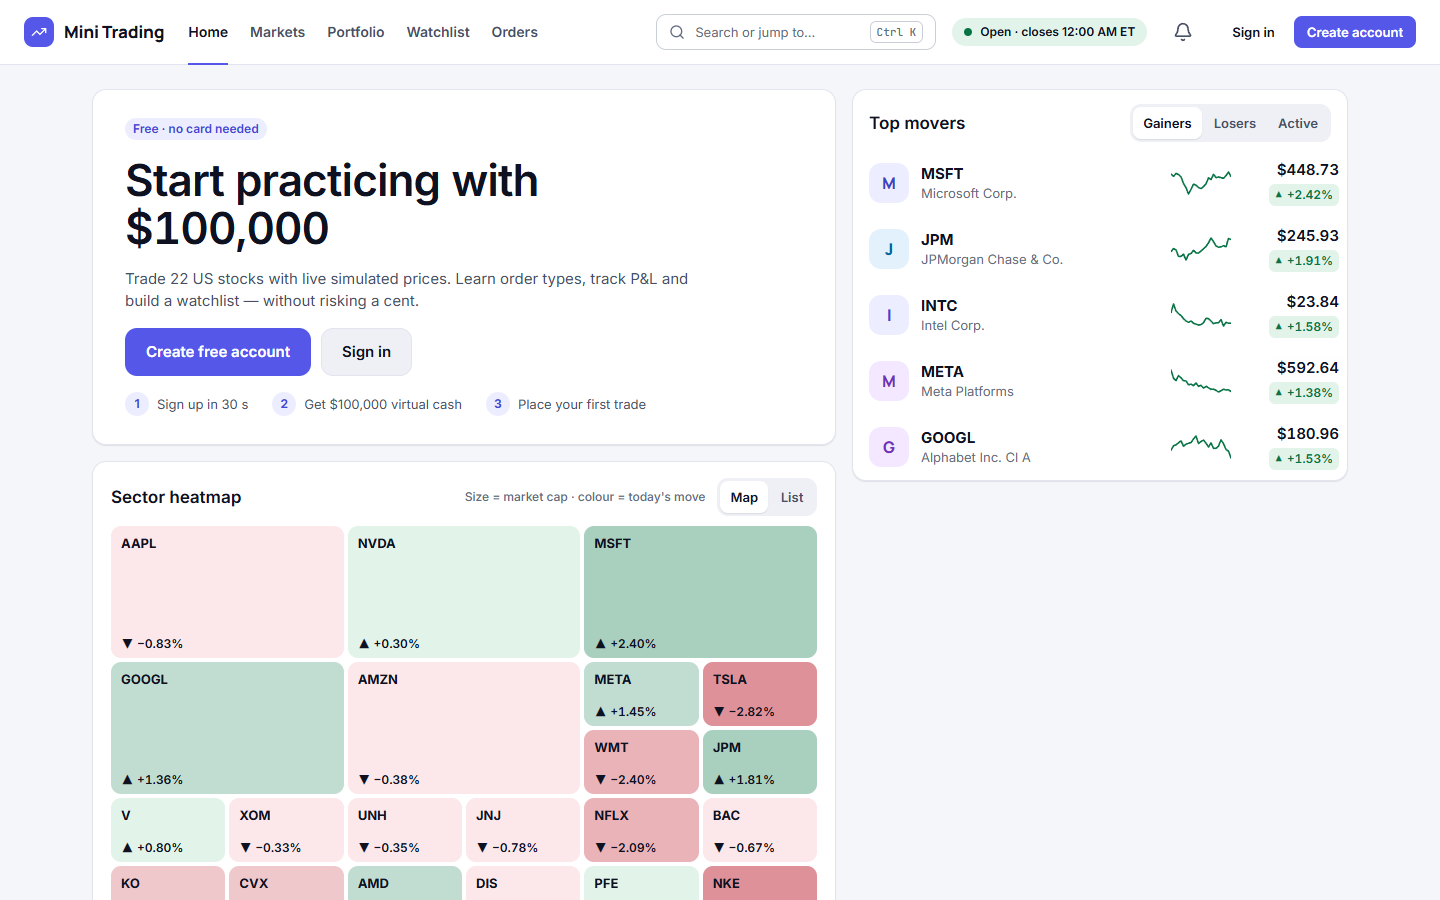 Mini Trading
Home
Markets
Portfolio
Watchlist
Orders
Search or jump to...
Ctrl K
Open · closes 12:00 AM ET
Sign in
Create account
Free · no card needed
Start practicing with
$100,000
Trade 22 US stocks with live simulated prices. Learn order types, track P&L and
build a watchlist — without risking a cent.
Create free account
Sign in
1 Sign up in 30 s
2 Get $100,000 virtual cash
3 Place your first trade
Top movers
Gainers
Losers
Active
M
MSFT
Microsoft Corp.
$448.73
▲ +2.42%
J
JPM
JPMorgan Chase & Co.
$245.93
▲ +1.91%
I
INTC
Intel Corp.
$23.84
▲ +1.58%
M
META
Meta Platforms
$592.64
▲ +1.38%
G
GOOGL
Alphabet Inc. Cl A
$180.96
▲ +1.53%
Sector heatmap
Size = market cap · colour = today's move
Map
List
AAPL
▼ −0.83%
NVDA
▲ +0.30%
MSFT
▲ +2.40%
GOOGL
▲ +1.36%
AMZN
▼ −0.38%
META
▲ +1.45%
TSLA
▼ −2.82%
WMT
▼ −2.40%
JPM
▲ +1.81%
V
▲ +0.80%
XOM
▼ −0.33%
UNH
▼ −0.35%
JNJ
▼ −0.78%
NFLX
▼ −2.09%
BAC
▼ −0.67%
KO
CVX
AMD
DIS
PFE
NKE